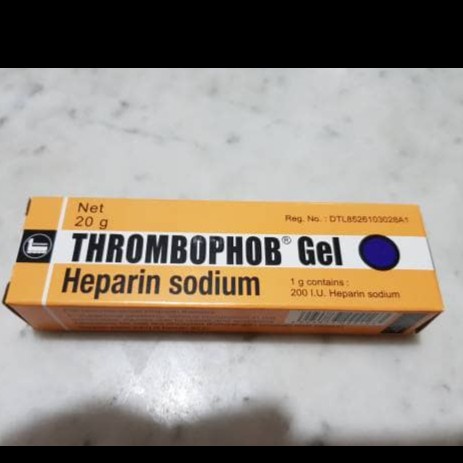 Net
20 g
Reg. No. : DTL8526103028A1
THROMBOPHOB® Gel
Heparin sodium
1 g contains :
200 I.U. Heparin sodium